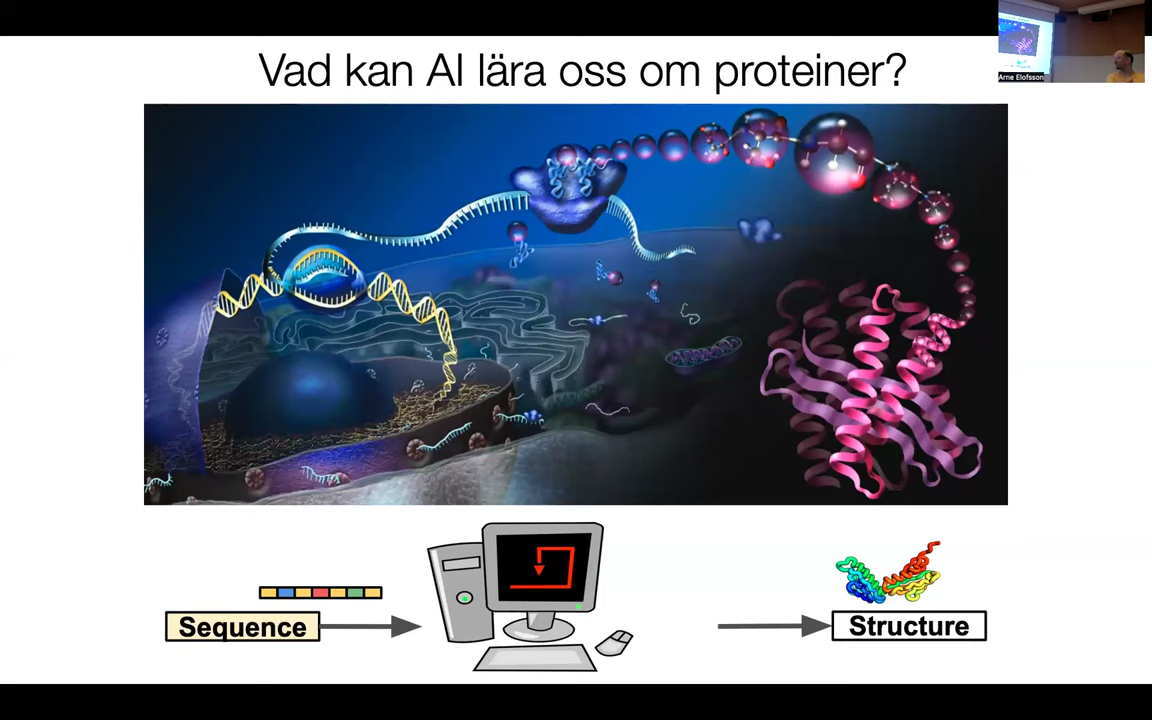 Vad kan AI lära oss om proteiner?
Arne Elofsson
Sequence
Structure